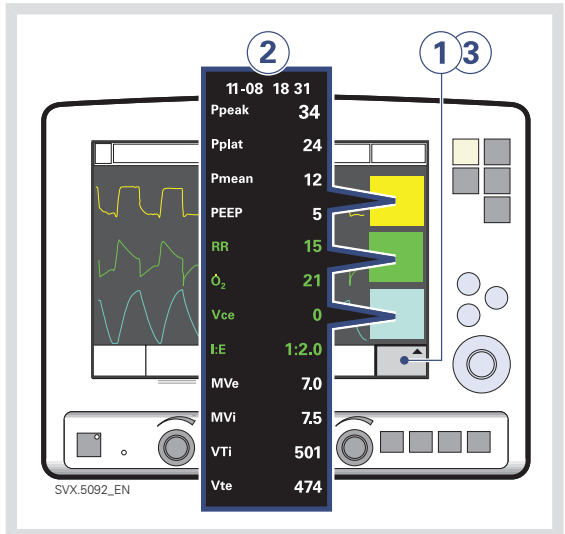 2
1 3
11-08 18 31
Ppeak 34
Pplat 24
Pmean 12
PEEP 5
RR 15
Ȯ₂ 21
Vce 0
I:E 1:2.0
MVe 7.0
MVi 7.5
VTi 501
Vte 474
SVX.5092_EN